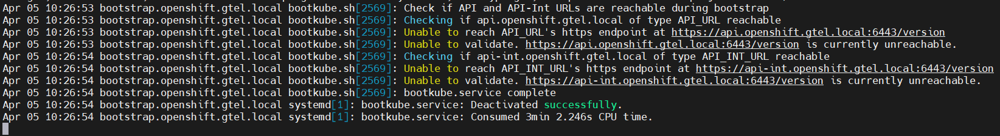 Apr 05 10:26:53 bootstrap.openshift.gtel.local bootkube.sh[2569]: Check if API and API-Int URLs are reachable during bootstrap
Apr 05 10:26:53 bootstrap.openshift.gtel.local bootkube.sh[2569]: Checking if api.openshift.gtel.local of type API_URL reachable
Apr 05 10:26:53 bootstrap.openshift.gtel.local bootkube.sh[2569]: Unable to reach API_URL's https endpoint at https://api.openshift.gtel.local:6443/version
Apr 05 10:26:53 bootstrap.openshift.gtel.local bootkube.sh[2569]: Unable to validate. https://api.openshift.gtel.local:6443/version is currently unreachable.
Apr 05 10:26:54 bootstrap.openshift.gtel.local bootkube.sh[2569]: Checking if api-int.openshift.gtel.local of type API_INT_URL reachable
Apr 05 10:26:54 bootstrap.openshift.gtel.local bootkube.sh[2569]: Unable to reach API_INT_URL's https endpoint at https://api-int.openshift.gtel.local:6443/version
Apr 05 10:26:54 bootstrap.openshift.gtel.local bootkube.sh[2569]: Unable to validate. https://api-int.openshift.gtel.local:6443/version is currently unreachable.
Apr 05 10:26:54 bootstrap.openshift.gtel.local bootkube.sh[2569]: bootkube.service complete
Apr 05 10:26:54 bootstrap.openshift.gtel.local systemd[1]: bootkube.service: Deactivated successfully.
Apr 05 10:26:54 bootstrap.openshift.gtel.local systemd[1]: bootkube.service: Consumed 3min 2.246s CPU time.